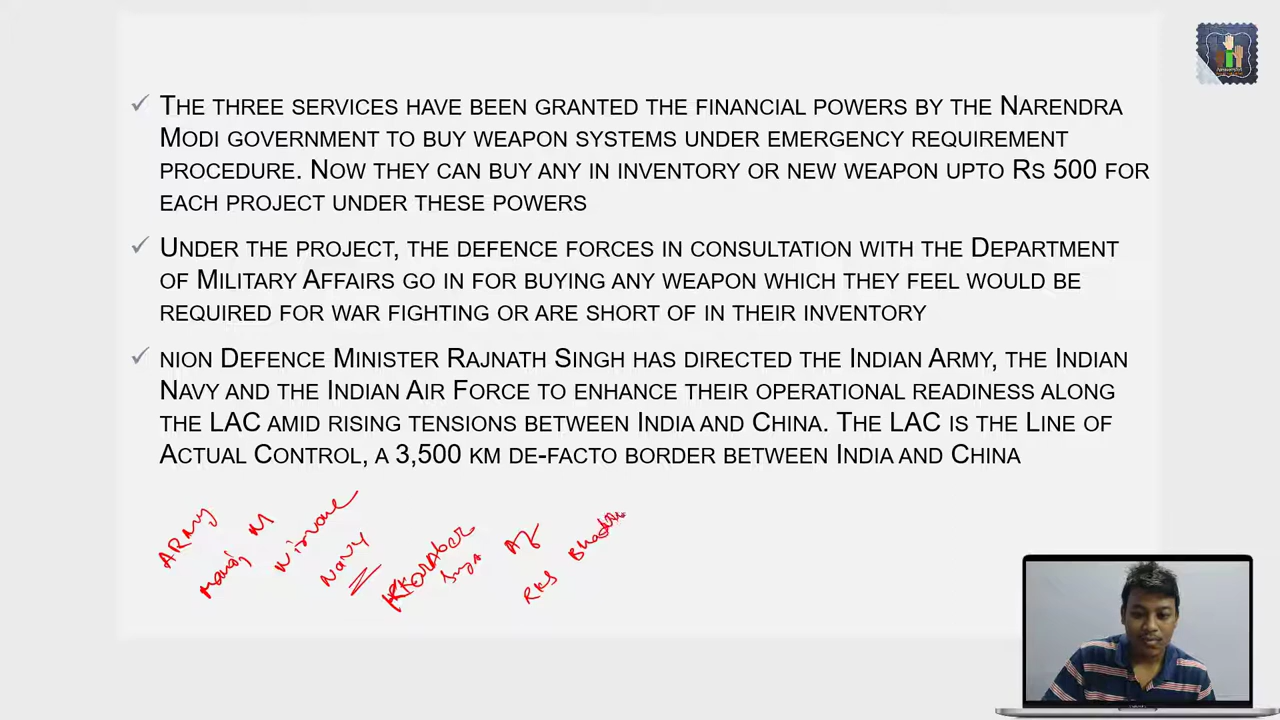 THE THREE SERVICES HAVE BEEN GRANTED THE FINANCIAL POWERS BY THE NARENDRA
MODI GOVERNMENT TO BUY WEAPON SYSTEMS UNDER EMERGENCY REQUIREMENT
PROCEDURE. NOW THEY CAN BUY ANY IN INVENTORY OR NEW WEAPON UPTO RS 500 FOR
EACH PROJECT UNDER THESE POWERS
UNDER THE PROJECT, THE DEFENCE FORCES IN CONSULTATION WITH THE DEPARTMENT
OF MILITARY AFFAIRS GO IN FOR BUYING ANY WEAPON WHICH THEY FEEL WOULD BE
REQUIRED FOR WAR FIGHTING OR ARE SHORT OF IN THEIR INVENTORY
NION DEFENCE MINISTER RAJNATH SINGH HAS DIRECTED THE INDIAN ARMY, THE INDIAN
NAVY AND THE INDIAN AIR FORCE TO ENHANCE THEIR OPERATIONAL READINESS ALONG
THE LAC AMID RISING TENSIONS BETWEEN INDIA AND CHINA. THE LAC IS THE LINE OF
ACTUAL CONTROL, A 3,500 KM DE-FACTO BORDER BETWEEN INDIA AND CHINA
ARMY
Manoj M
Navy
RKS